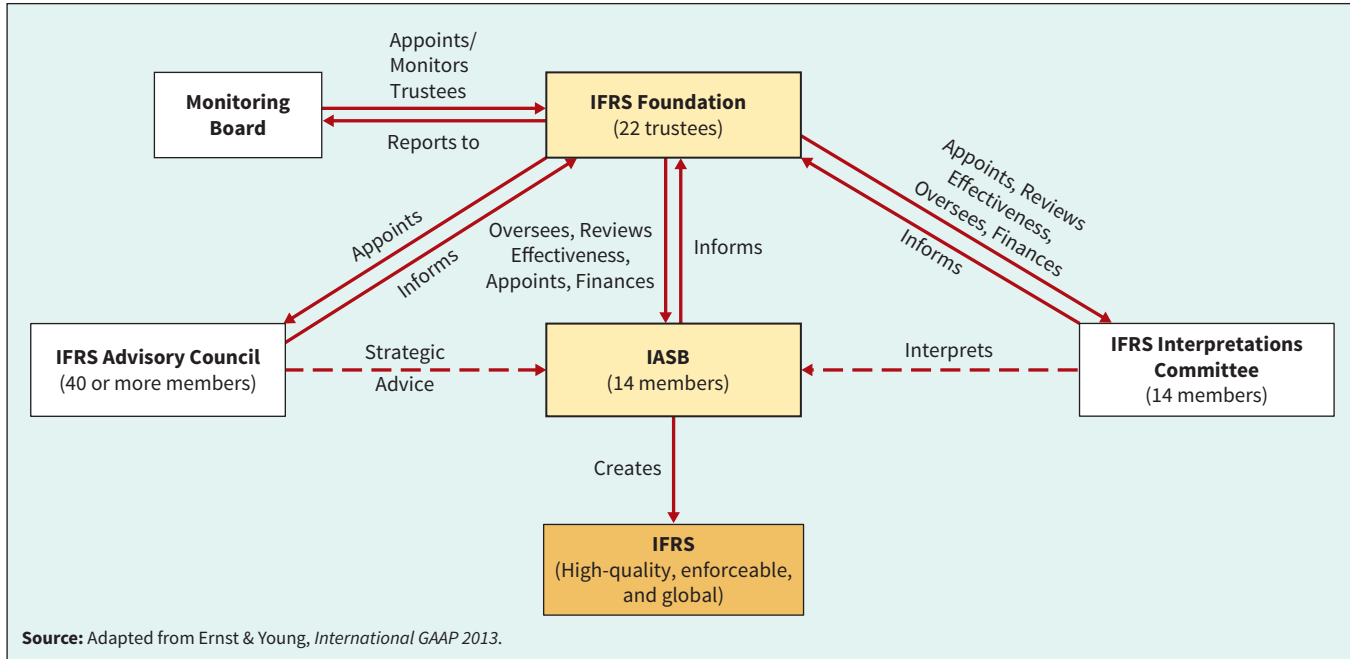 Appoints/
Monitors
Trustees
Monitoring
Board
IFRS Foundation
(22 trustees)
Reports to
Appoints
Informs
Oversees, Reviews
Effectiveness,
Appoints, Finances
Informs
Appoints, Reviews
Effectiveness,
Oversees, Finances
Informs
IFRS Advisory Council
(40 or more members)
Strategic
Advice
IASB
(14 members)
Interprets
IFRS Interpretations
Committee
(14 members)
Creates
IFRS
(High-quality, enforceable,
and global)
Source: Adapted from Ernst & Young, International GAAP 2013.